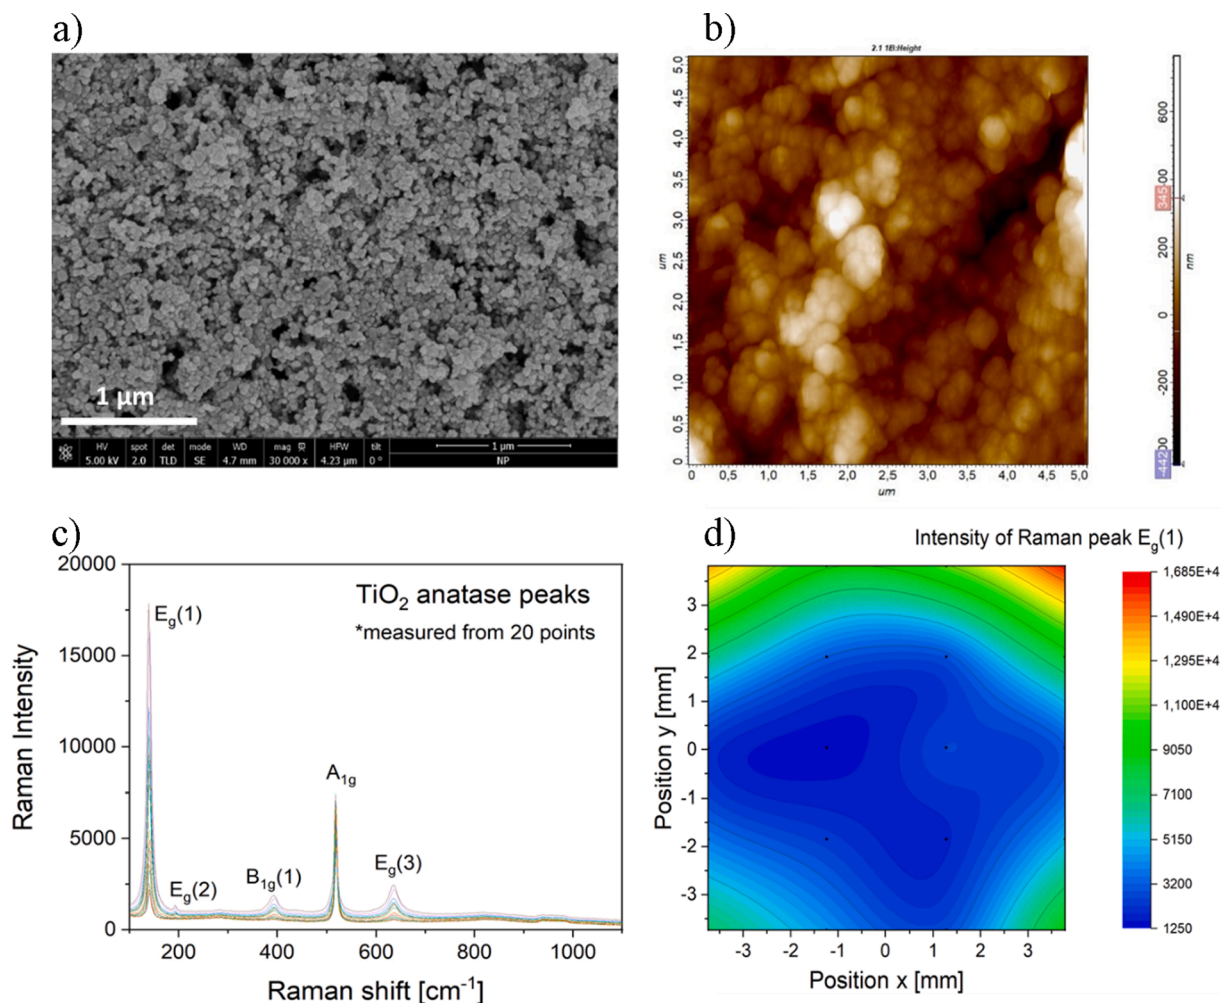 a)
1 µm
HV spot det mode WD mag HFW tilt 1 µm
5.00 kV 2.0 TLD SE 4.7 mm 30 000 x 4.23 µm 0 ° NP
b)
2.1 1B:Height
5,0
4,5
4,0
3,5
3,0
2,5
2,0
1,5
1,0
0,5
0
um
0 0,5 1,0 1,5 2,0 2,5 3,0 3,5 4,0 4,5 5,0
um
600
345
200
0
-200
-442
nm
c)
20000
15000
10000
5000
0
Raman Intensity
TiO2 anatase peaks
*measured from 20 points
Eg(1)
Eg(2)
B1g(1)
A1g
Eg(3)
200 400 600 800 1000
Raman shift [cm-1]
d)
Intensity of Raman peak Eg(1)
3
2
1
0
-1
-2
-3
Position y [mm]
-3 -2 -1 0 1 2 3
Position x [mm]
1,685E+4
1,490E+4
1,295E+4
1,100E+4
9050
7100
5150
3200
1250